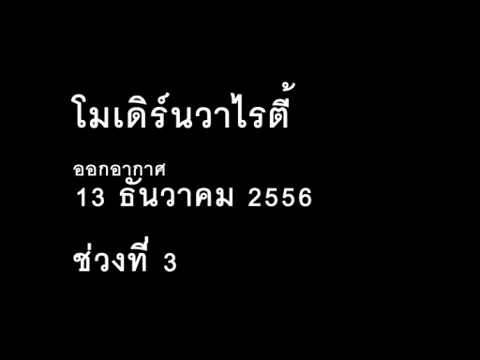 โมเดิร์นวาไรตี้
ออกอากาศ
13 ธันวาคม 2556
ช่วงที่ 3